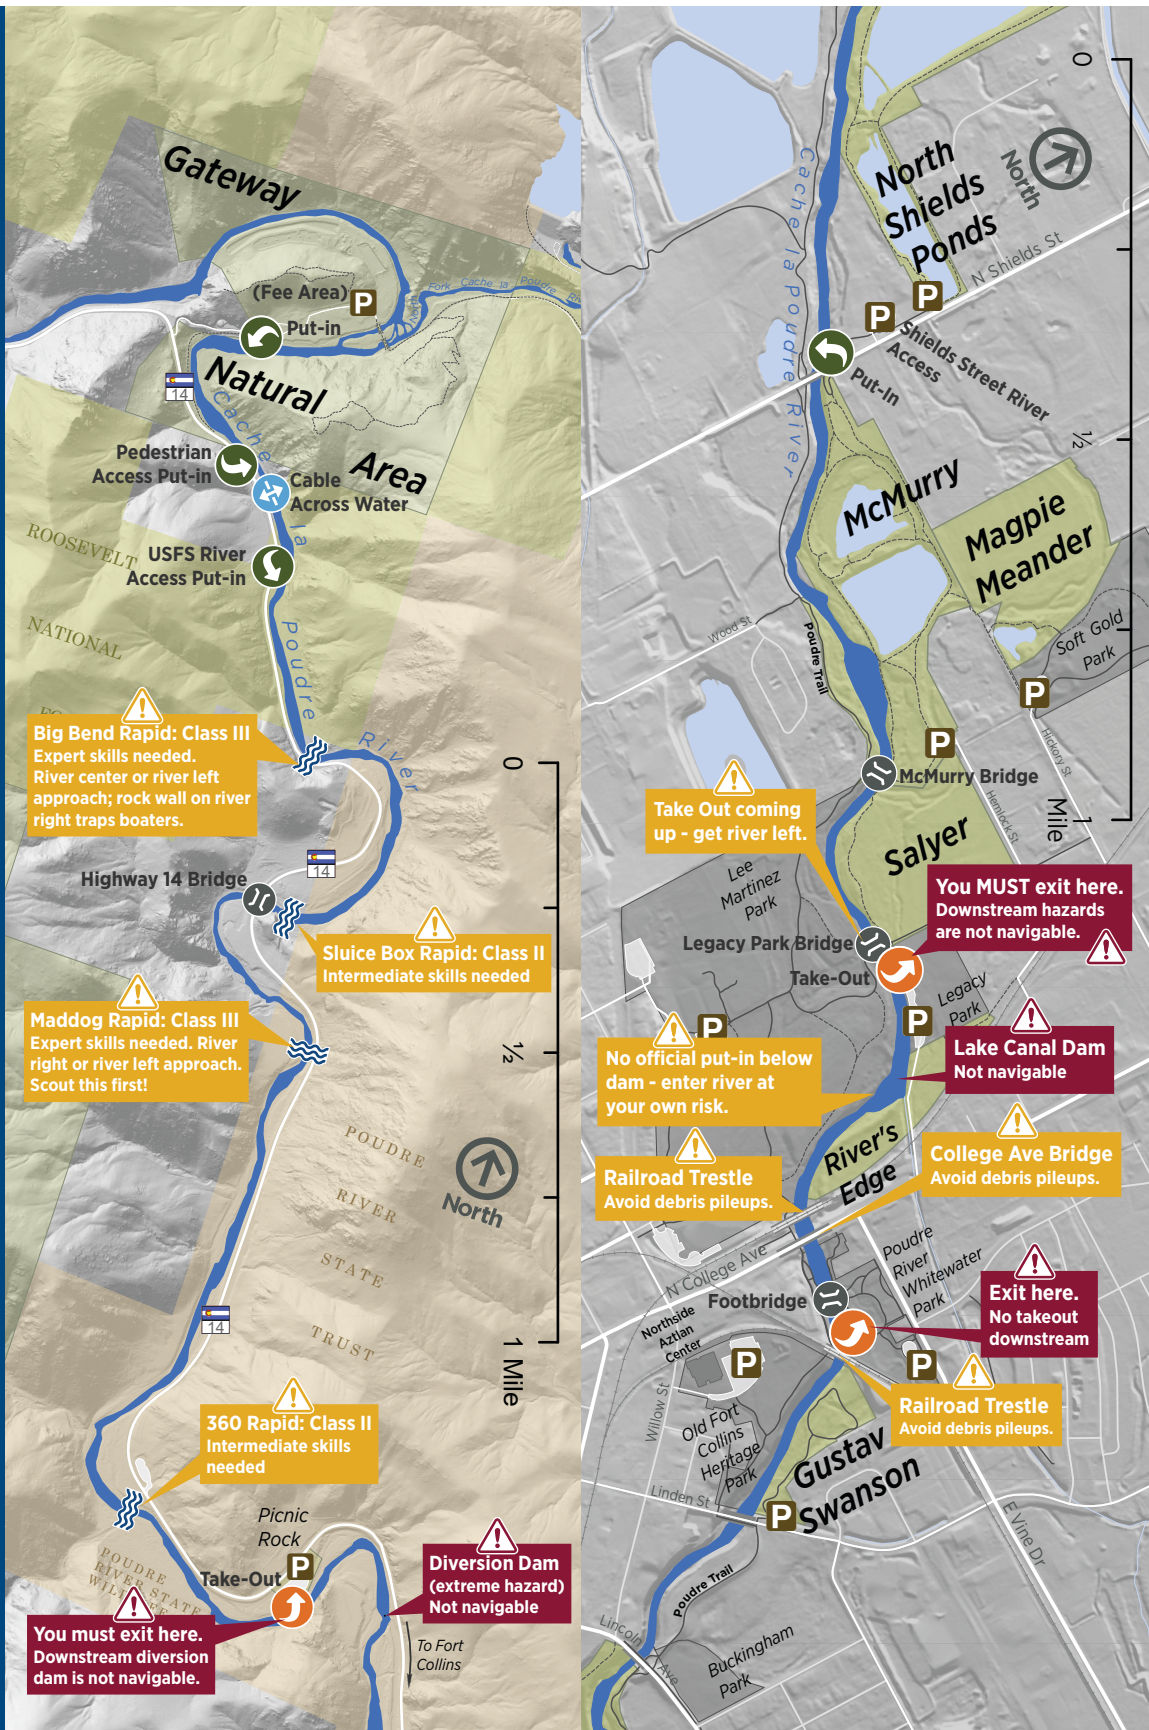 Gateway
(Fee Area)
P
Put-in
North
Fork Cache la Poudre
Natural
14
Cache
Area
Pedestrian
Access Put-in
Cable
Across Water
la
ROOSEVELT
USFS River
Access Put-in
NATIONAL
Poudre
Big Bend Rapid: Class III
Expert skills needed.
River center or river left
approach; rock wall on river
right traps boaters.
River
0
14
Highway 14 Bridge
Sluice Box Rapid: Class II
Intermediate skills needed
Maddog Rapid: Class III
Expert skills needed. River
right or river left approach.
Scout this first!
½
POUDRE
RIVER
STATE
TRUST
North
14
1 Mile
360 Rapid: Class II
Intermediate skills
needed
Picnic
Rock
P
Take-Out
POUDRE
RIVER STATE
Diversion Dam
(extreme hazard)
Not navigable
You must exit here.
Downstream diversion
dam is not navigable.
To Fort
Collins
0
North
North
Shields
Ponds
Cache la Poudre River
N Shields St
P
P
Shields Street River
Access
Put-In
½
McMurry
Magpie
Meander
Wood St
Poudre Trail
Soft Gold
Park
P
P
Hickory St
McMurry Bridge
Hemlock St
1
Mile
Take Out coming
up - get river left.
Salyer
Lee
Martinez
Park
You MUST exit here.
Downstream hazards
are not navigable.
Legacy Park Bridge
Take-Out
Legacy
Park
P
P
No official put-in below
dam - enter river at
your own risk.
Lake Canal Dam
Not navigable
River's
Edge
Railroad Trestle
Avoid debris pileups.
College Ave Bridge
Avoid debris pileups.
N College Ave
Poudre
River
Whitewater
Park
Footbridge
Exit here.
No takeout
downstream
Northside
Aztlan
Center
P
P
Railroad Trestle
Avoid debris pileups.
Willow St
Old Fort
Collins
Heritage
Park
Gustav
Swanson
Linden St
P
E Vine Dr
Poudre Trail
Lincoln Ave
Buckingham
Park